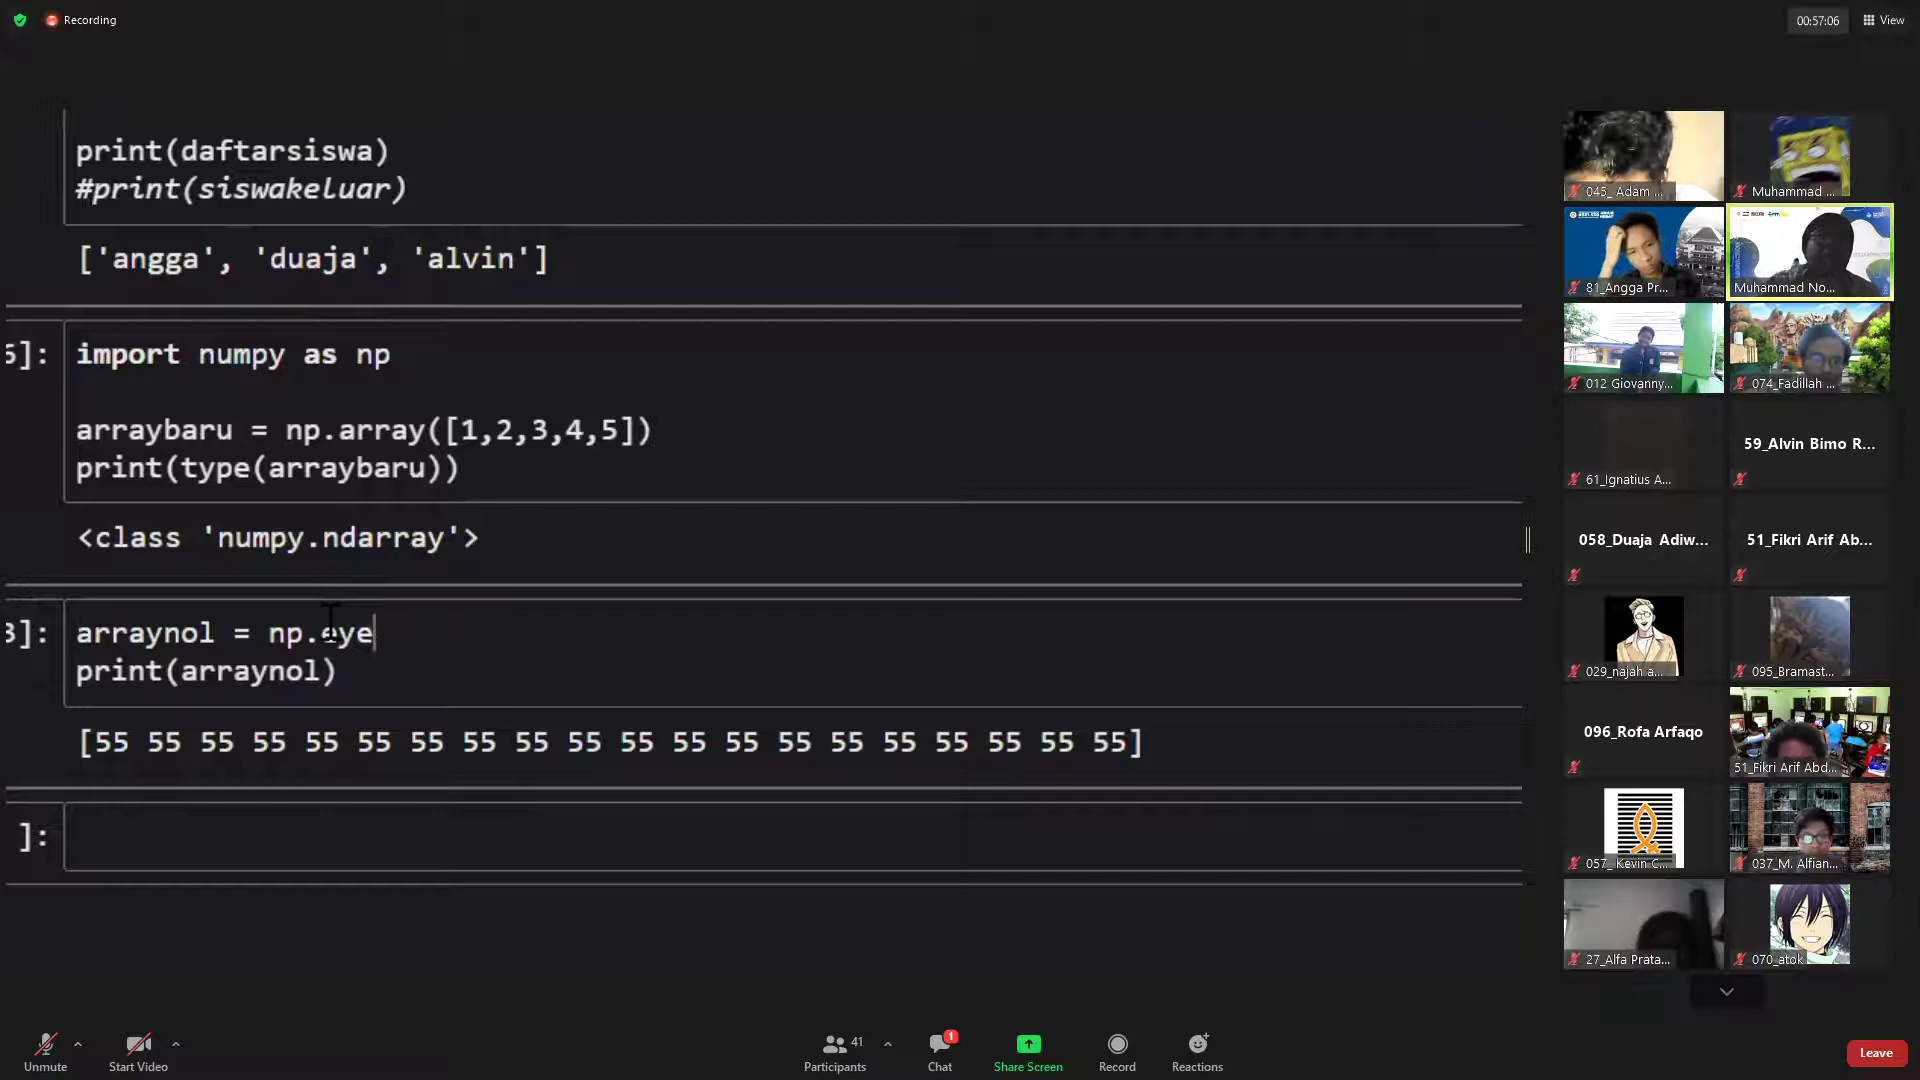 Recording
00:57:06
View
print(daftarsiswa)
#print(siswakeluar)
['angga', 'duaja', 'alvin']
import numpy as np
arraybaru = np.array([1,2,3,4,5])
print(type(arraybaru))
<class 'numpy.ndarray'>
arraynol = np.
print(arraynol)
[55 55 55 55 55 55 55 55 55 55 55 55 55 55 55 55 55 55 55 55]
]:
045_ Adam ...
Muhammad ...
81_Angga Pr...
Muhammad No...
012 Giovanny...
074_Fadillah ...
61_Ignatius A...
59_Alvin Bimo R...
058_Duaja Adiw...
51_Fikri Arif Ab...
029_najah a...
095_Bramast...
096_Rofa Arfaqo
51_Fikri Arif Abd...
057_ Kevin C...
037_M. Alfian...
27_Alfa Prata...
070_atok
Unmute
Start Video
Participants
41
Chat
1
Share Screen
Record
Reactions
Leave